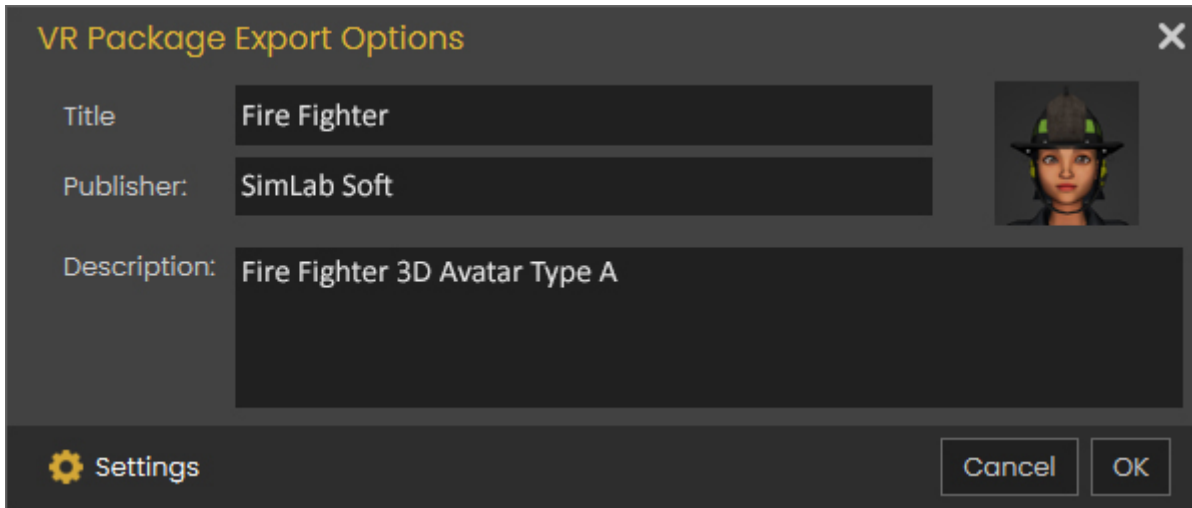 VR Package Export Options
Title
Fire Fighter
Publisher:
SimLab Soft
Description:
Fire Fighter 3D Avatar Type A
Settings
Cancel
OK